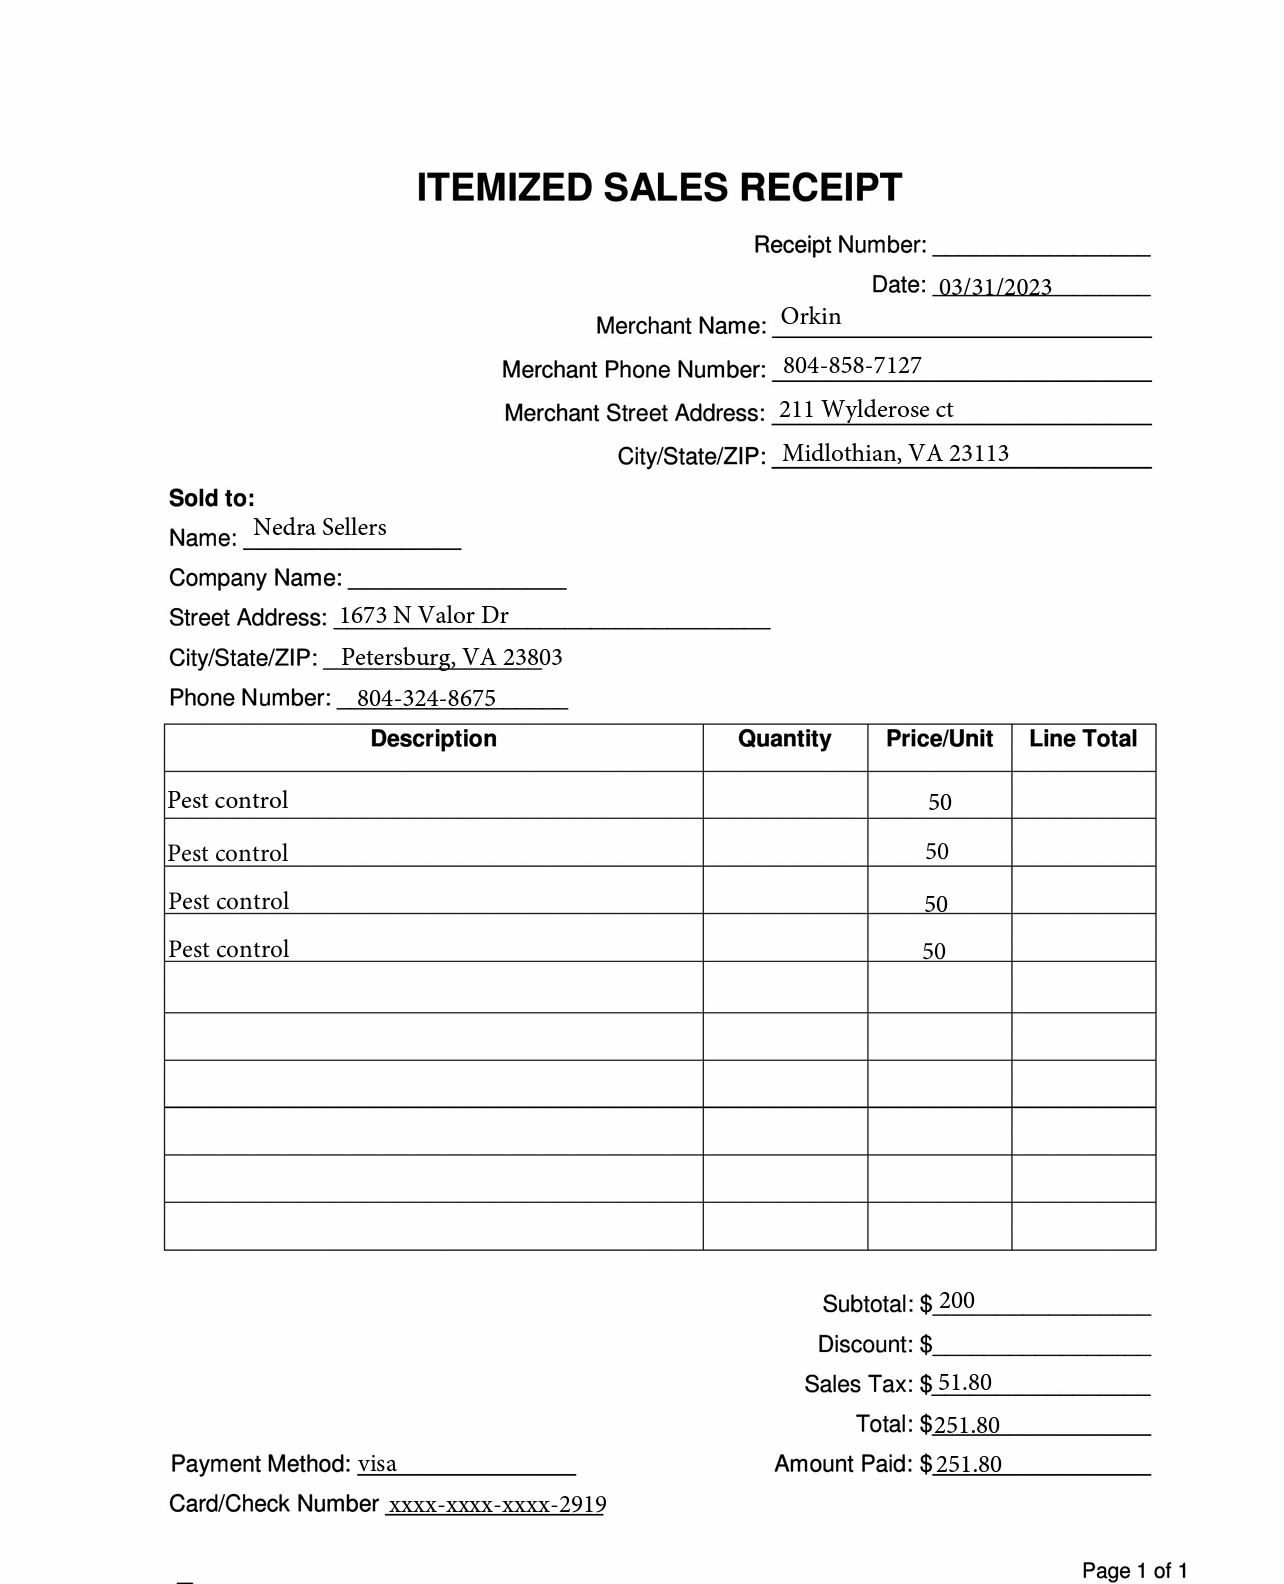 ITEMIZED SALES RECEIPT
Receipt Number:
Date: 03/31/2023
Merchant Name: Orkin
Merchant Phone Number: 804-858-7127
Merchant Street Address: 211 Wylderose ct
City/State/ZIP: Midlothian, VA 23113
Sold to:
Name: Nedra Sellers
Company Name:
Street Address: 1673 N Valor Dr
City/State/ZIP: Petersburg, VA 23803
Phone Number: 804-324-8675
Description Quantity Price/Unit Line Total
Pest control 50
Pest control 50
Pest control 50
Pest control 50
Subtotal: $ 200
Discount: $
Sales Tax: $ 51.80
Total: $251.80
Payment Method: visa Amount Paid: $251.80
Card/Check Number xxxx-xxxx-xxxx-2919
Page 1 of 1